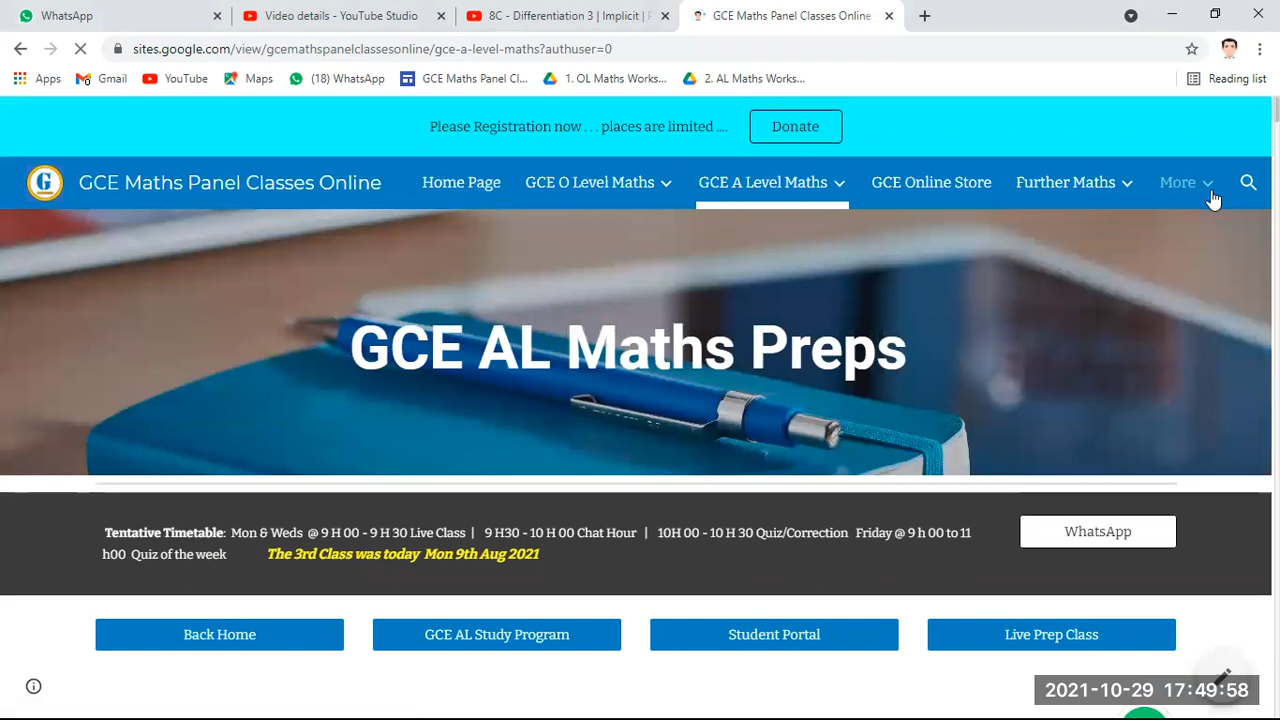 WhatsApp
Video details - YouTube Studio
8C - Differentiation 3 | Implicit | P
GCE Maths Panel Classes Online
sites.google.com/view/gcemathspanelclassesonline/gce-a-level-maths?authuser=0
Apps
Gmail
YouTube
Maps
(18) WhatsApp
GCE Maths Panel Cl...
1. OL Maths Works...
2. AL Maths Works...
Reading list
Please Registration now . . . places are limited ....
Donate
G
GCE Maths Panel Classes Online
Home Page
GCE O Level Maths
GCE A Level Maths
GCE Online Store
Further Maths
More
GCE AL Maths Preps
Tentative Timetable: Mon & Weds @ 9 H 00 - 9 H 30 Live Class | 9 H30 - 10 H 00 Chat Hour | 10H 00 - 10 H 30 Quiz/Correction Friday @ 9 h 00 to 11
h00 Quiz of the week The 3rd Class was today Mon 9th Aug 2021
WhatsApp
Back Home
GCE AL Study Program
Student Portal
Live Prep Class
2021-10-29 17:49:58